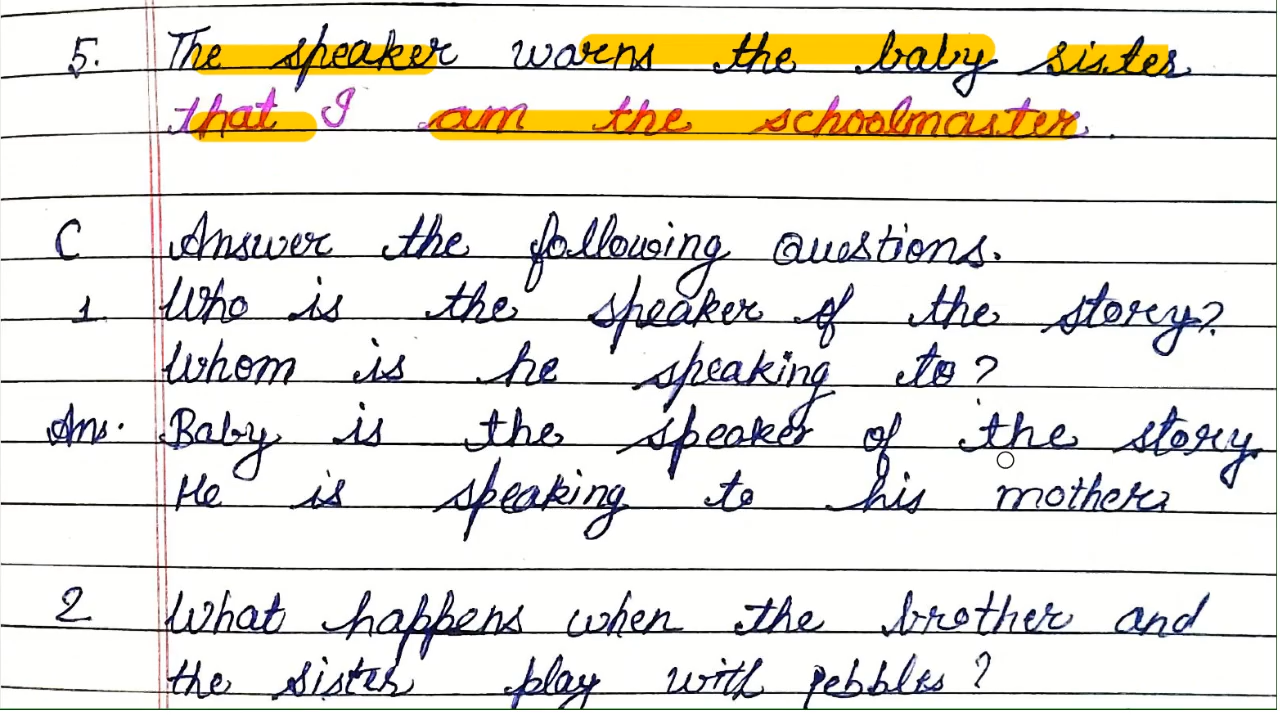 5. The speaker warns the baby sister
that I am the schoolmaster.
C Answer the following Questions.
1 Who is the speaker of the story?
Whom is he speaking to?
Ans. Baby is the speaker of the story.
He is speaking to his mother
2 What happens when the brother and
the sister play with pebbles?